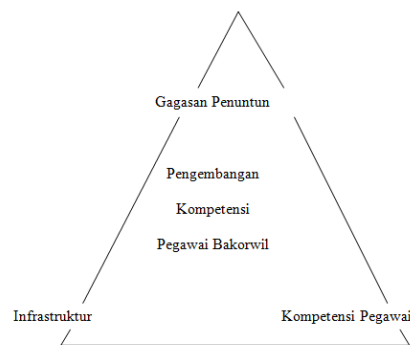 Gagasan Penuntun
Pengembangan
Kompetensi
Pegawai Bakorwil
Infrastruktur
Kompetensi Pegawai